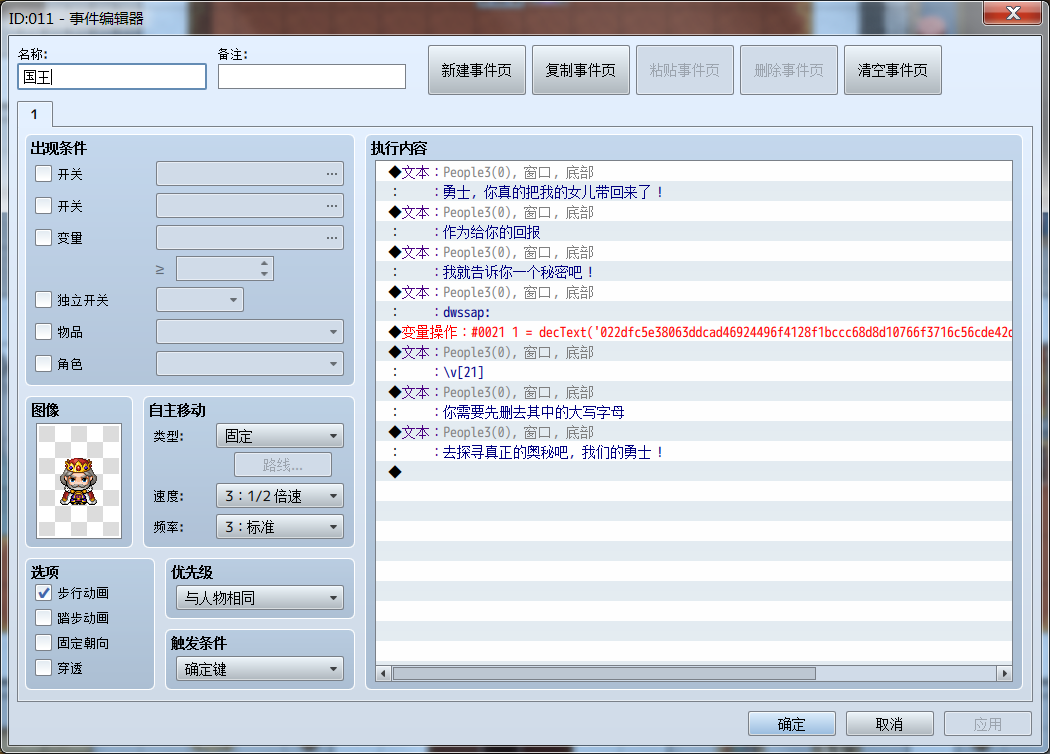 ID:011 - 事件编辑器
名称:
国王
备注:
新建事件页
复制事件页
粘贴事件页
删除事件页
清空事件页
1
出现条件
开关
...
开关
...
变量
...
≥
独立开关
物品
角色
图像
自主移动
类型:
固定
路线...
速度:
3：1/2 倍速
频率:
3：标准
选项
步行动画
踏步动画
固定朝向
穿透
优先级
与人物相同
触发条件
确定键
执行内容
◆文本：People3(0), 窗口, 底部
：　　：勇士，你真的把我的女儿带回来了！
◆文本：People3(0), 窗口, 底部
：　　：作为给你的回报
◆文本：People3(0), 窗口, 底部
：　　：我就告诉你一个秘密吧！
◆文本：People3(0), 窗口, 底部
：　　：dwssap:
◆变量操作：#0021 1 = decText('022dfc5e38063ddcad46924496f4128f1bccc68d8d10766f3716c56cde42c
◆文本：People3(0), 窗口, 底部
：　　：\v[21]
◆文本：People3(0), 窗口, 底部
：　　：你需要先删去其中的大写字母
◆文本：People3(0), 窗口, 底部
：　　：去探寻真正的奥秘吧，我们的勇士！
◆
确定
取消
应用